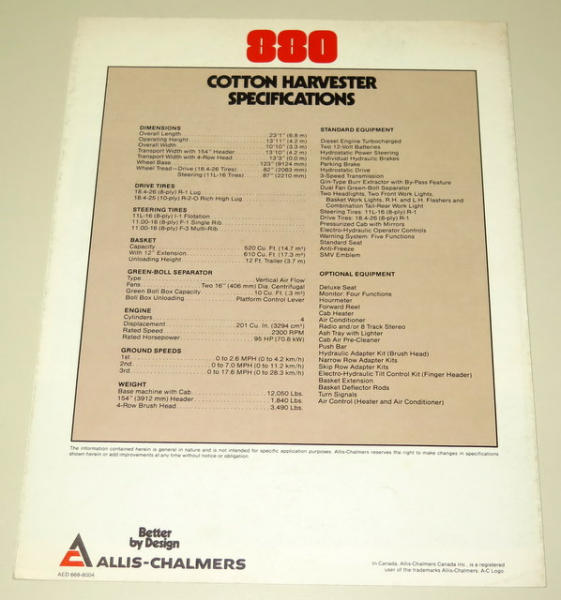 880
COTTON HARVESTER
SPECIFICATIONS
DIMENSIONS
Overall Length 23'1" (6.8 m)
Operating Height 13'11" (4.2 m)
Overall Width 10'10" (3.3 m)
Transport Width with 154" Header 13'10" (4.2 m)
Transport Width with 4-Row Head 13'3" (0.0 m)
Wheel Base 123" (9124 mm)
Wheel Tread—Drive (18.4-26 Tires) 82" (2083 mm)
Steering (11L-16 Tires) 87" (2210 mm)
DRIVE TIRES
18.4-26 (8-ply) R-1 Lug
18.4-25 (10-ply) R-2-O Rich High Lug
STEERING TIRES
11L-16 (8-ply) I-1 Flotation
11.00-16 (8-ply) F-1 Single Rib
11.00-16 (8-ply) F-3 Multi-Rib
BASKET
Capacity 520 Cu. Ft. (14.7 m³)
With 12" Extension 610 Cu. Ft. (17.3 m³)
Unloading Height 12 Ft. Trailer (3.7 m)
GREEN-BOLL SEPARATOR
Type Vertical Air Flow
Fans Two 16" (406 mm) Dia. Centrifugal
Green Boll Box Capacity 10 Cu. Ft. (.3 m³)
Boll Box Unloading Platform Control Lever
ENGINE
Cylinders 4
Displacement 201 Cu. In. (3294 cm³)
Rated Speed 2300 RPM
Rated Horsepower 95 HP (70.8 kW)
GROUND SPEEDS
1st 0 to 2.6 MPH (0 to 4.2 km/h)
2nd 0 to 7.0 MPH (0 to 11.2 km/h)
3rd 0 to 17.6 MPH (0 to 28.3 km/h)
WEIGHT
Base machine with Cab 12,050 Lbs.
154" (3912 mm) Header 1,840 Lbs.
4-Row Brush Head 3,490 Lbs.
STANDARD EQUIPMENT
Diesel Engine Turbocharged
Two 12-Volt Batteries
Hydrostatic Power Steering
Individual Hydraulic Brakes
Parking Brake
Hydrostatic Drive
3-Speed Transmission
Gin-Type Burr Extractor with By-Pass Feature
Dual Fan Green-Boll Separator
Two Headlights, Two Front Work Lights,
Basket Work Lights, R.H. and L.H. Flashers and
Combination Tail-Rear Work Light
Steering Tires: 11L-16 (8-ply) R-1
Drive Tires: 18.4-26 (8-ply) R-1
Pressurized Cab with Mirrors
Electro-Hydraulic Operator Controls
Warning System: Five Functions
Standard Seat
Anti-Freeze
SMV Emblem
OPTIONAL EQUIPMENT
Deluxe Seat
Monitor: Four Functions
Hourmeter
Forward Reel
Cab Heater
Air Conditioner
Radio and/or 8 Track Stereo
Ash Tray with Lighter
Cab Air Pre-Cleaner
Push Bar
Hydraulic Adapter Kit (Brush Head)
Narrow Row Adapter Kits
Skip Row Adapter Kits
Electro-Hydraulic Tilt Control Kit (Finger Header)
Basket Extension
Basket Deflector Rods
Turn Signals
Air Control (Heater and Air Conditioner)
The information contained herein is general in nature and is not intended for specific application purposes. Allis-Chalmers reserves the right to make changes in specifications
shown herein or add improvements at any time without notice or obligation.
Better
by Design
ALLIS-CHALMERS
AED 668-8004
In Canada, Allis-Chalmers Canada Inc., is a registered
user of the trademarks Allis-Chalmers, A-C Logo.